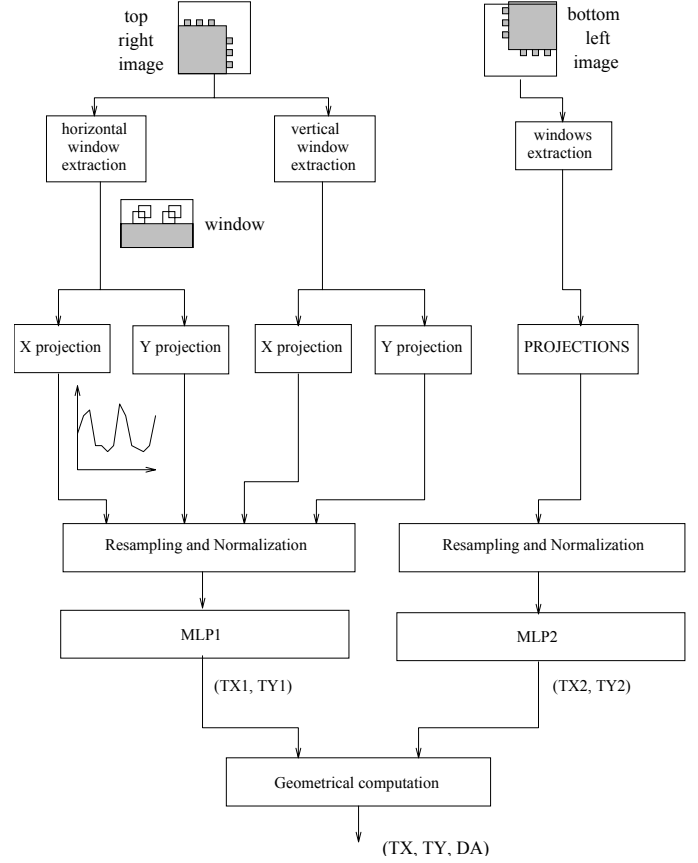 top
right
image
bottom
left
image
horizontal
window
extraction
vertical
window
extraction
windows
extraction
window
X projection
Y projection
X projection
Y projection
PROJECTIONS
Resampling and Normalization
Resampling and Normalization
MLP1
MLP2
(TX1, TY1)
(TX2, TY2)
Geometrical computation
(TX, TY, DA)